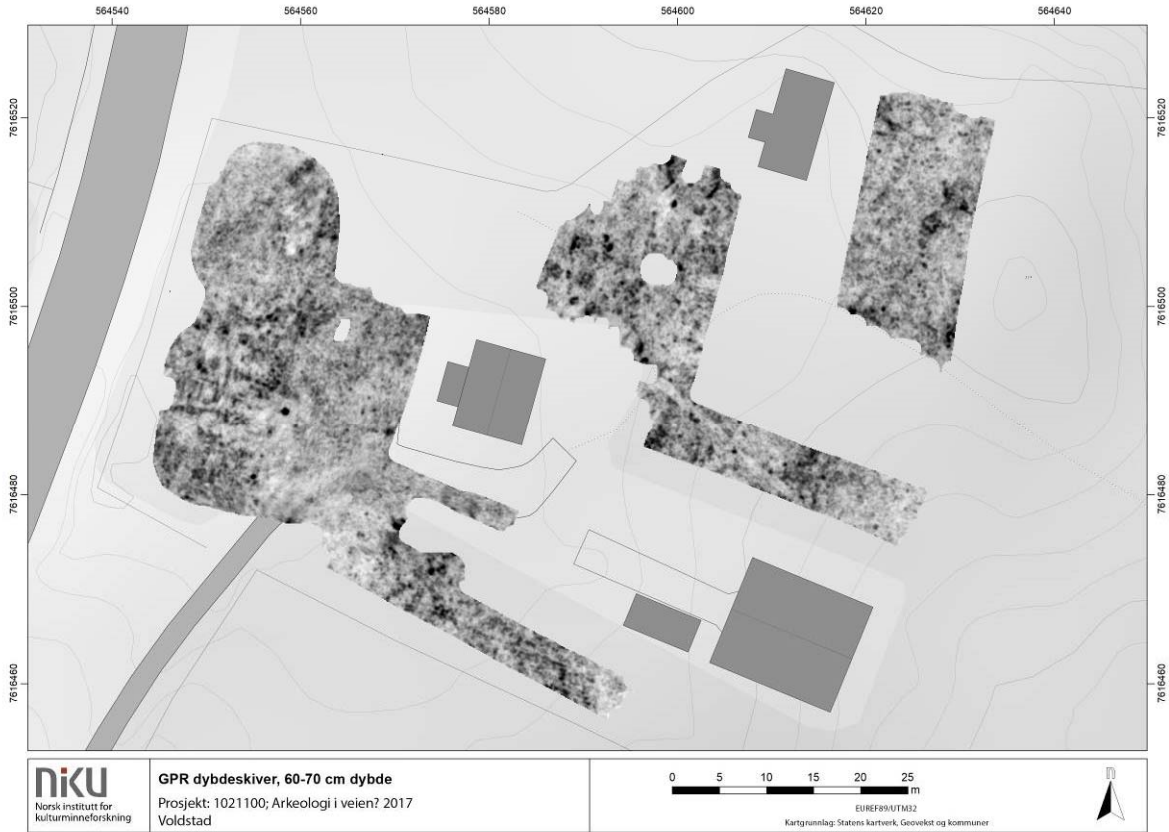 564540 564560 564580 564600 564620 564640
7616520 7616520
7616500 7616500
7616480 7616480
7616460 7616460
niku
Norsk institutt for
kulturminneforskning
GPR dybdeskiver, 60-70 cm dybde
Prosjekt: 1021100; Arkeologi i veien? 2017
Voldstad
0 5 10 15 20 25
m
EUREF89/UTM32
Kartgrunnlag: Statens kartverk, Geovekst og kommuner
n